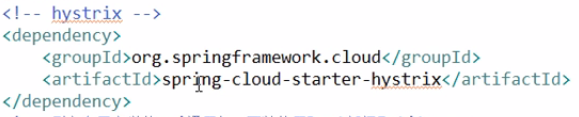 <!-- hystrix -->
<dependency>
<groupId>org.springframework.cloud</groupId>
<artifactId>spring-cloud-starter-hystrix</artifactId>
</dependency>